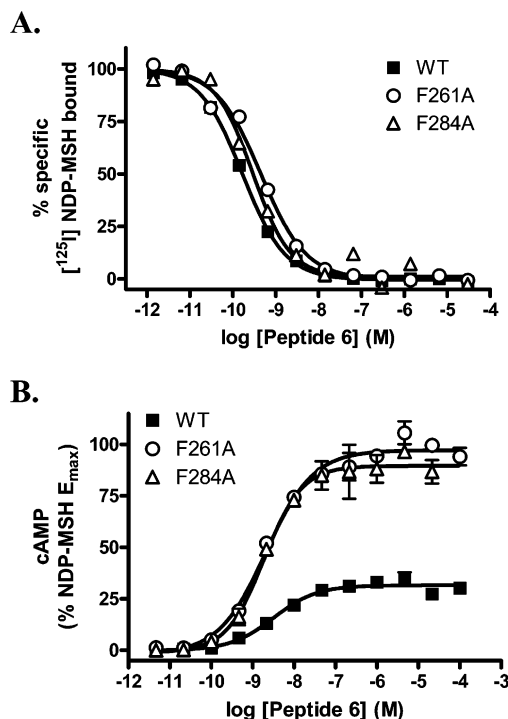 A.
% specific
[¹²⁵I] NDP-MSH bound
100
75
50
25
0
WT
F261A
F284A
-12 -11 -10 -9 -8 -7 -6 -5 -4
log [Peptide 6] (M)
B.
cAMP
(% NDP-MSH Emax)
100
75
50
25
0
WT
F261A
F284A
-12 -11 -10 -9 -8 -7 -6 -5 -4 -3
log [Peptide 6] (M)